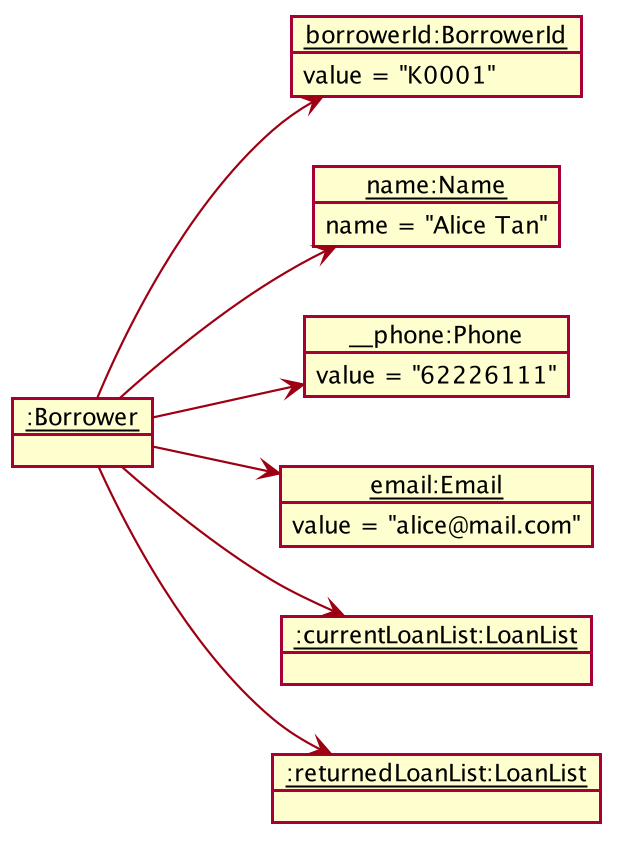 borrowerId:BorrowerId
value = "K0001"
name:Name
name = "Alice Tan"
__phone:Phone
value = "62226111"
:Borrower
email:Email
value = "alice@mail.com"
:currentLoanList:LoanList
:returnedLoanList:LoanList